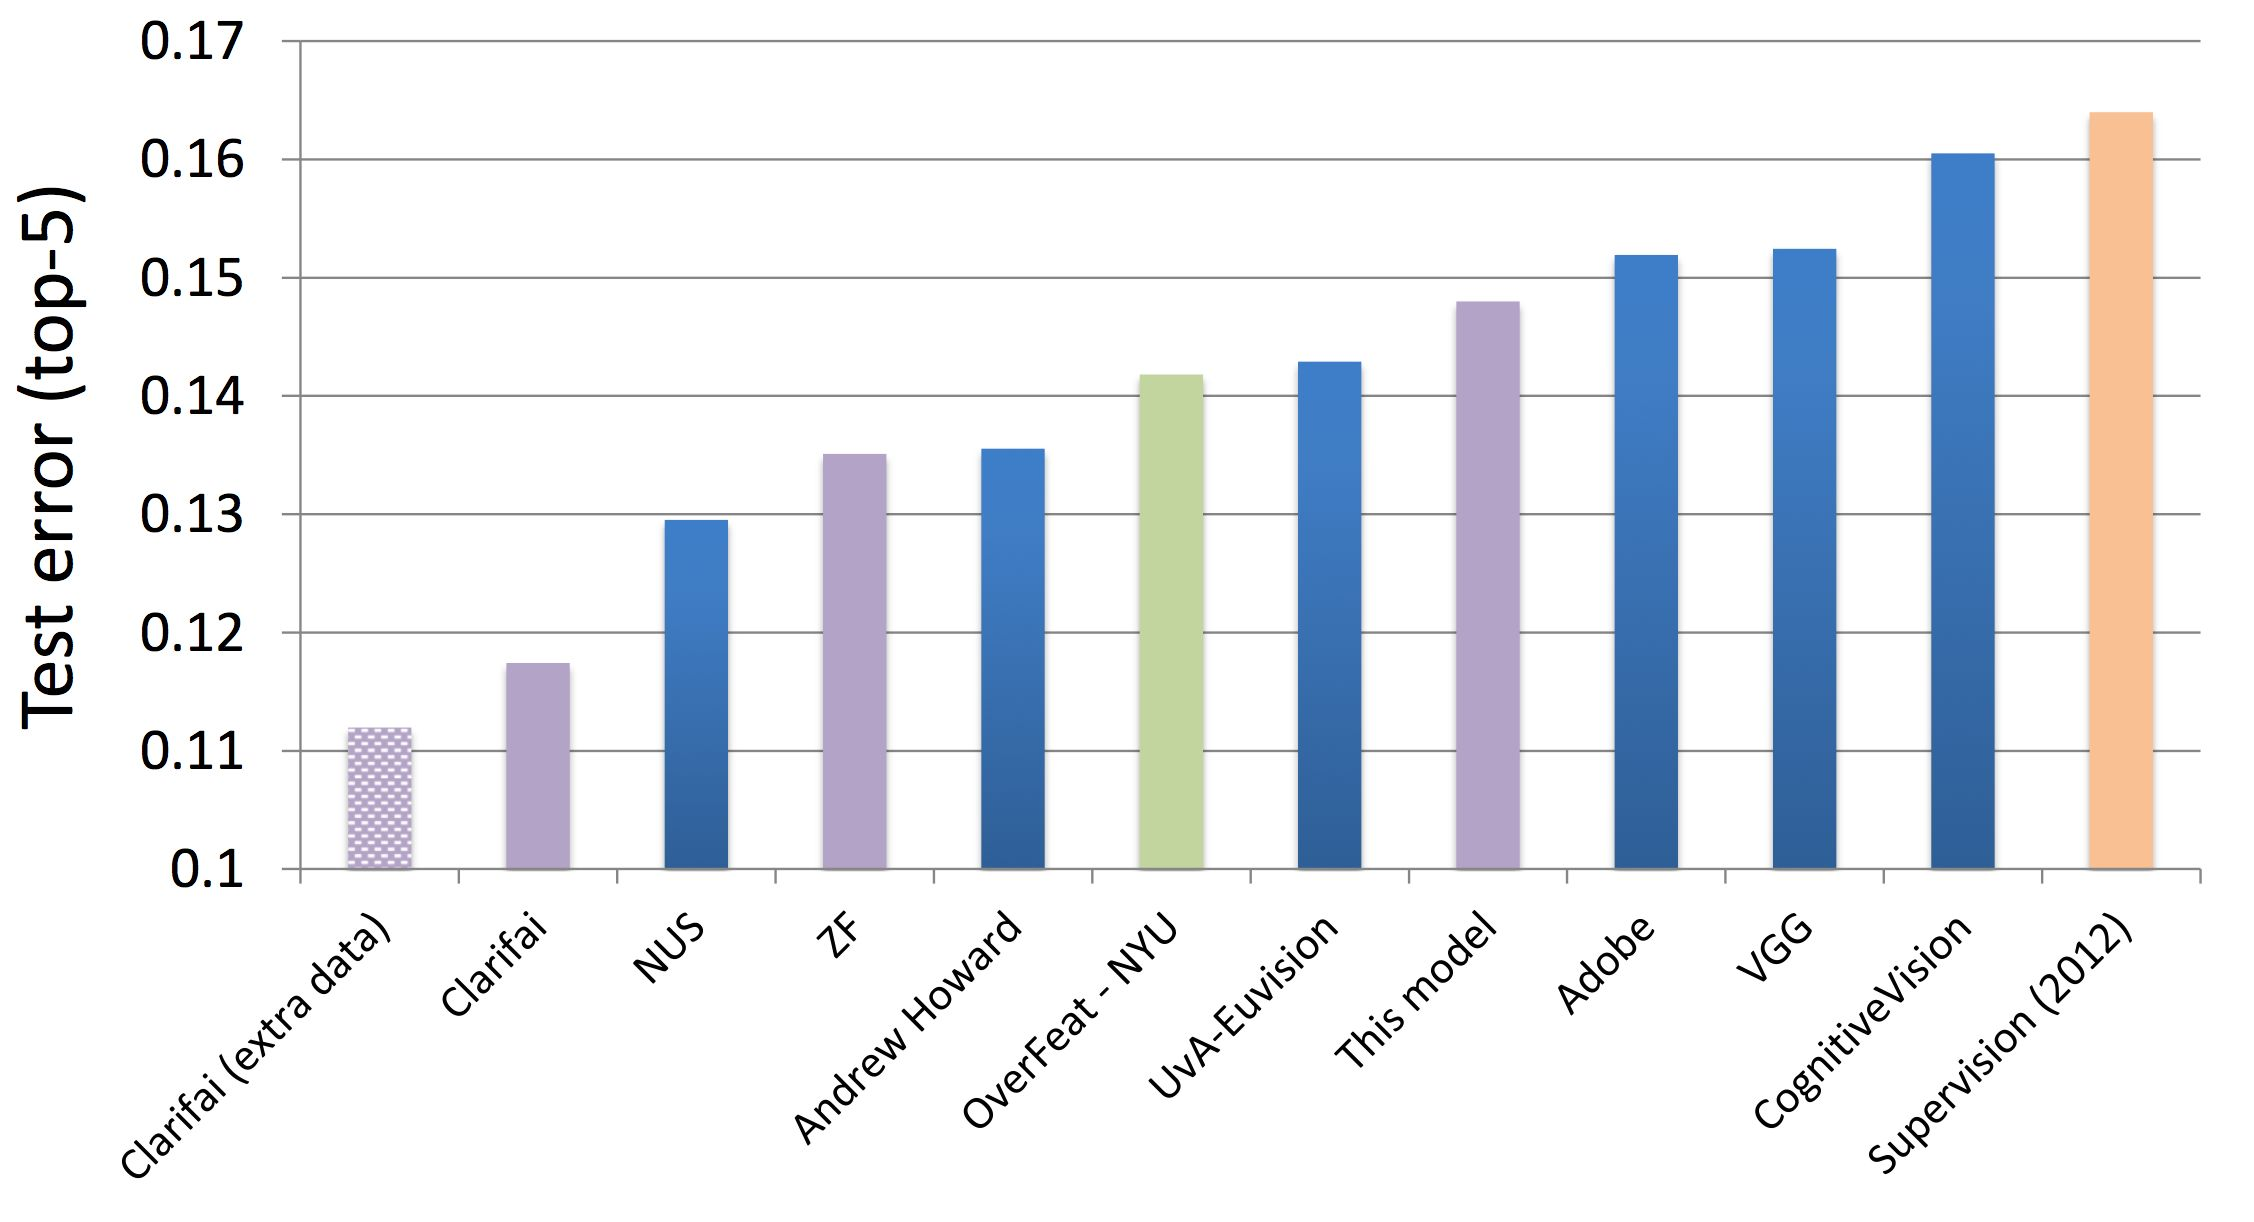 0.17
0.16
0.15
0.14
0.13
0.12
0.11
0.1
Test error (top-5)
Clarifai (extra data)
Clarifai
NUS
ZF
Andrew Howard
OverFeat - NYU
UvA-Euvision
This model
Adobe
VGG
CognitiveVision
Supervision (2012)